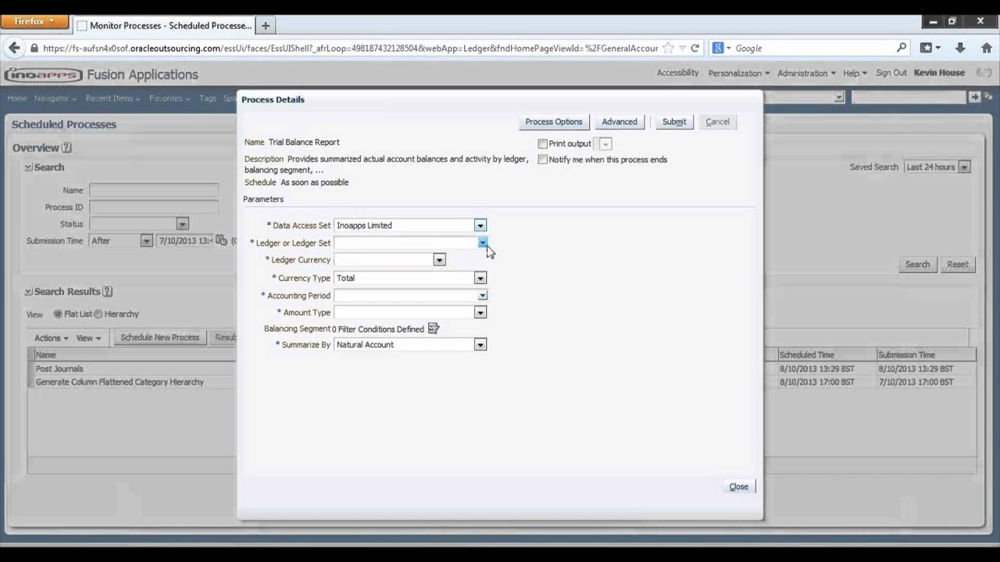 Firefox
Monitor Processes - Scheduled Processe...
https://fs-aufsn4x0sof.oracleoutsourcing.com/essUi/faces/EssUIShell?_afrLoop=498187432128504&webApp=Ledger&fndHomePageViewId= %2FGeneralAccour
Google
inoapps Fusion Applications
Accessibility Personalization Administration Help Sign Out Kevin House
Home Navigator Recent Items Favorites Tags Spa
Process Details
Scheduled Processes
Process Options Advanced Submit Cancel
Overview
Name Trial Balance Report
Print output
Description Provides summarized actual account balances and activity by ledger,
balancing segment, ...
Notify me when this process ends
Search
Saved Search Last 24 hours
Schedule As soon as possible
Name
Parameters
Process ID
Status
Data Access Set Inoapps Limited
Submission Time After 7/10/2013 13:4
* Ledger or Ledger Set
* Ledger Currency
Search Reset
* Currency Type Total
Search Results
* Accounting Period
View Flat List Hierarchy
* Amount Type
Balancing Segment 0 Filter Conditions Defined
Actions View Schedule New Process Resub
* Summarize By Natural Account
Name Scheduled Time Submission Time
Post Journals 8/10/2013 13:29 BST 8/10/2013 13:29 BST
Generate Column Flattened Category Hierarchy 8/10/2013 17:00 BST 7/10/2013 17:00 BST
Close